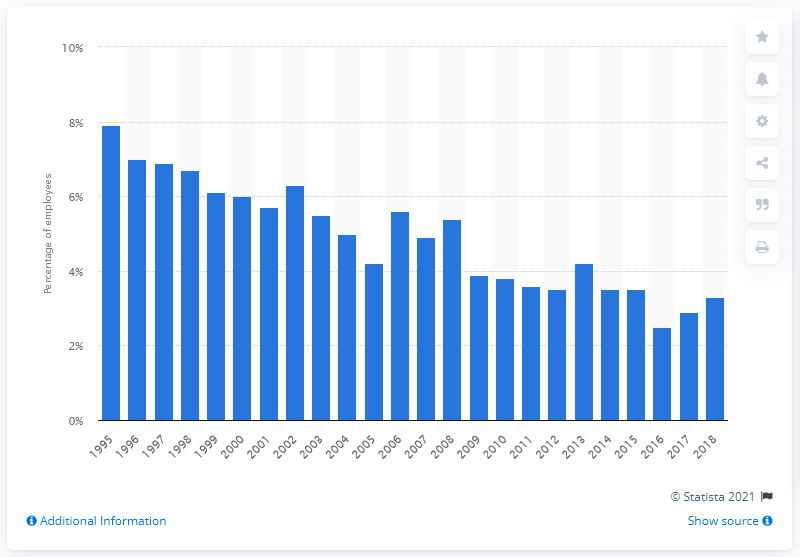 10%
8%
6%
4%
2%
0%
Percentage of employees
1995 1996 1997 1998 1999 2000 2001 2002 2003 2004 2005 2006 2007 2008 2009 2010 2011 2012 2013 2014 2015 2016 2017 2018
© Statista 2021
Additional Information
Show source